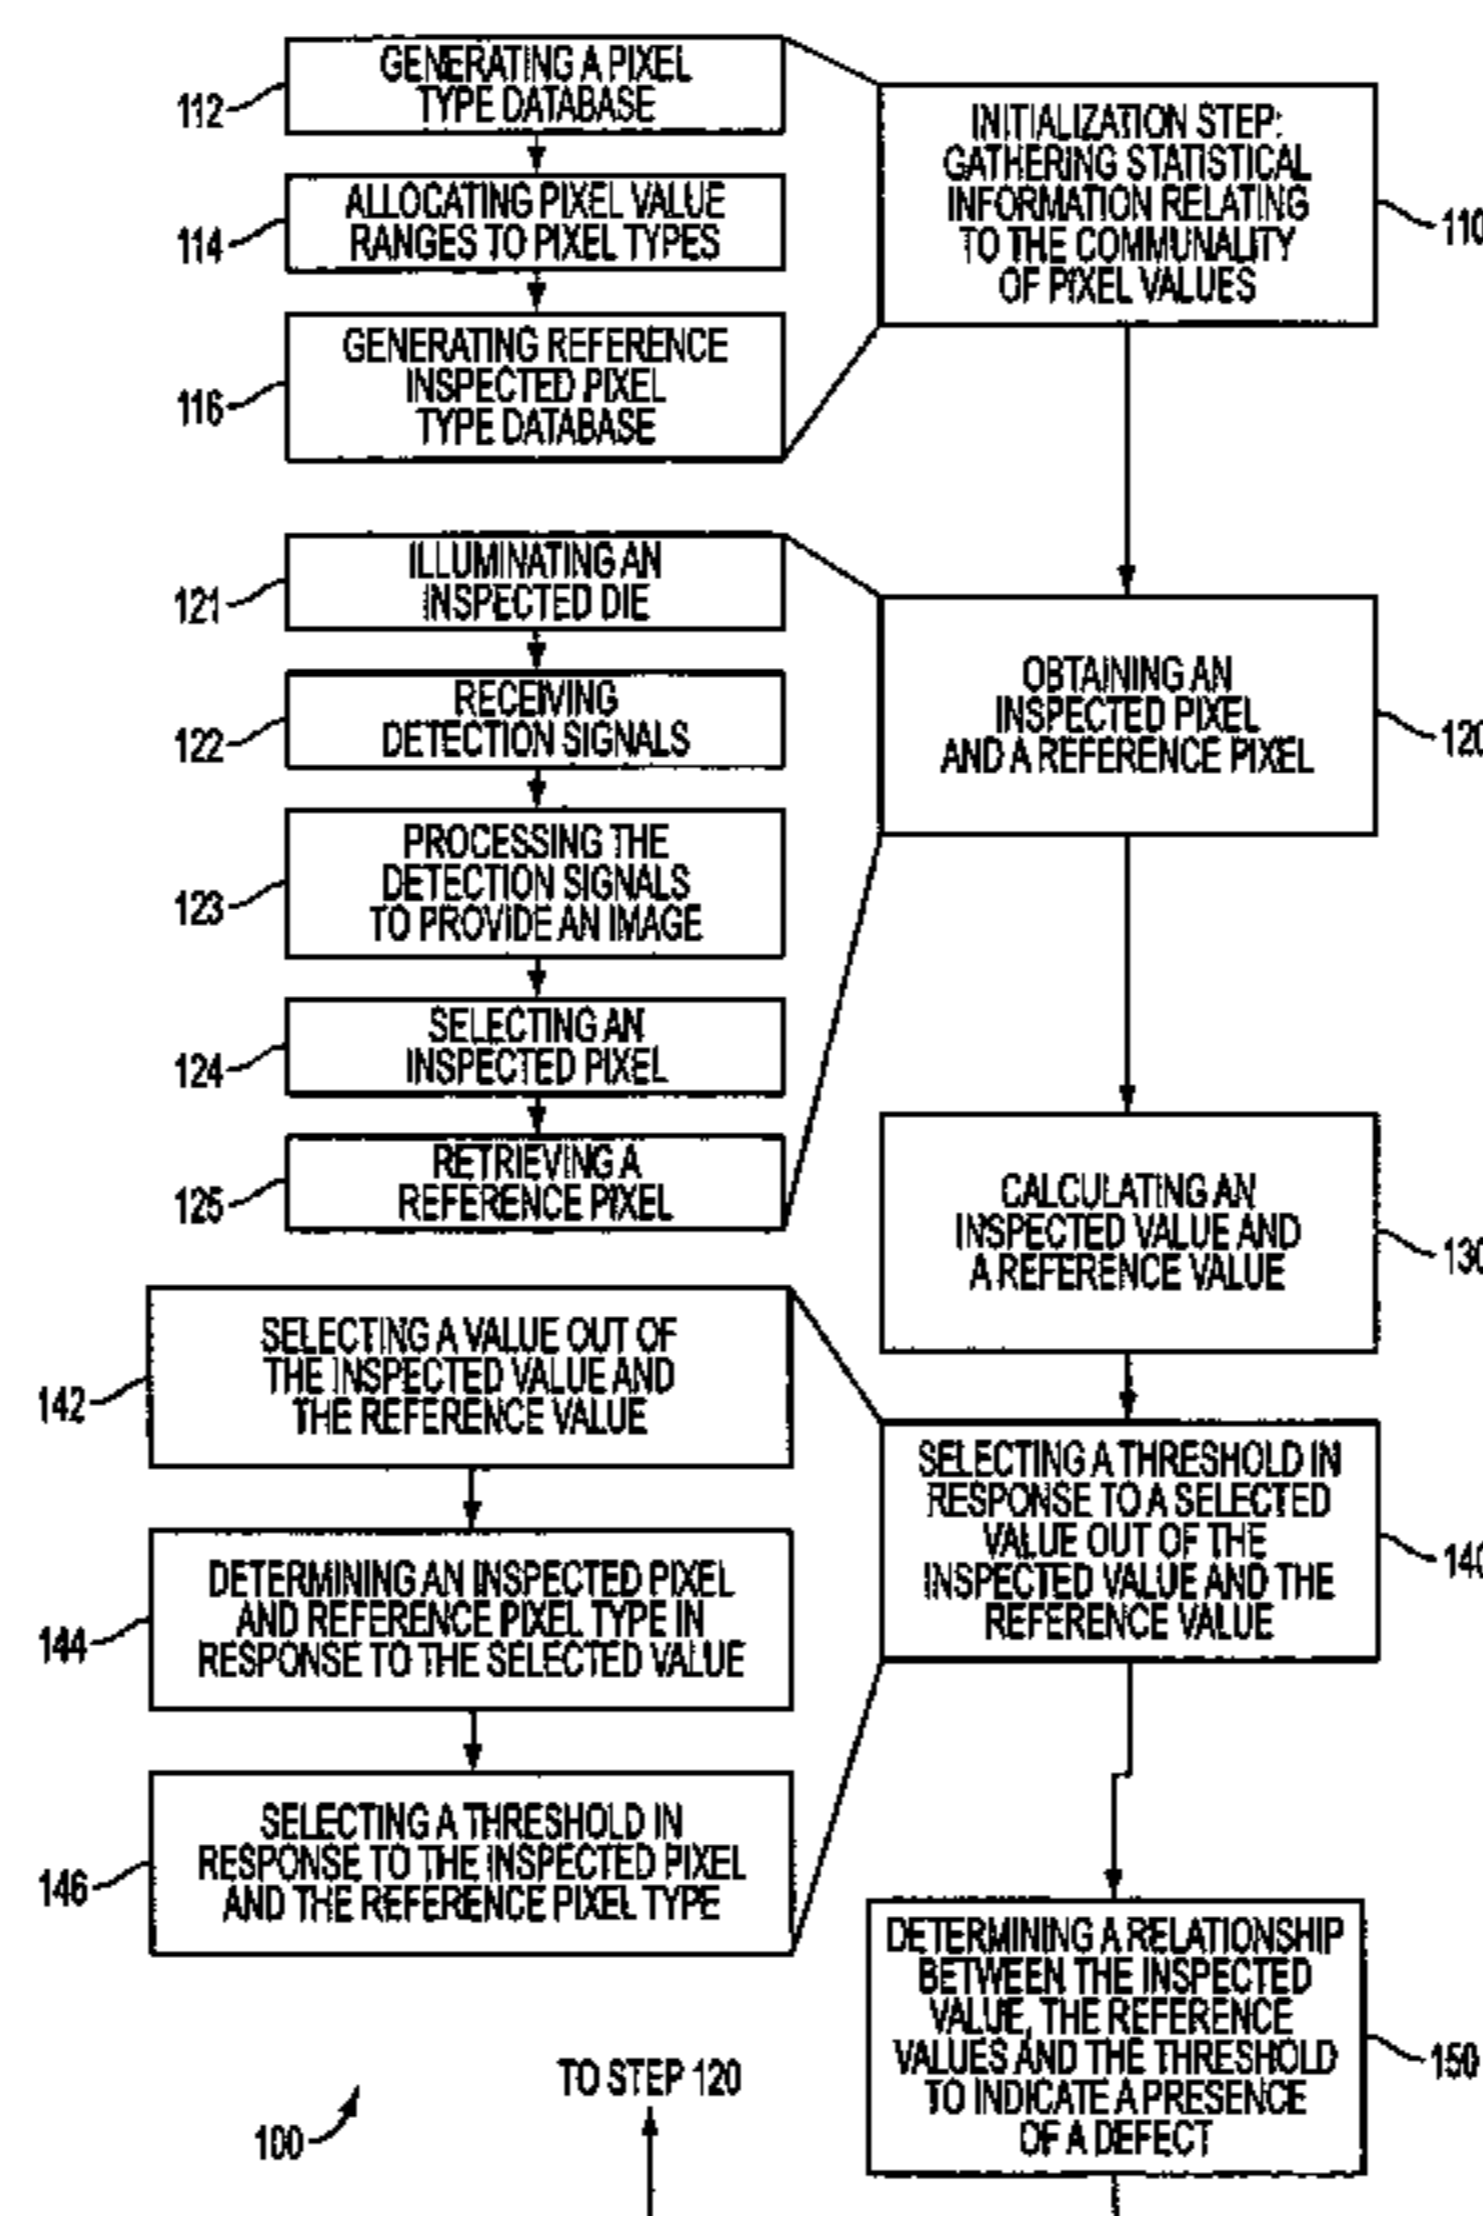 GENERATING A PIXEL
TYPE DATABASE
112
ALLOCATING PIXEL VALUE
RANGES TO PIXEL TYPES
114
GENERATING REFERENCE
INSPECTED PIXEL
TYPE DATABASE
116
INITIALIZATION STEP:
GATHERING STATISTICAL
INFORMATION RELATING
TO THE COMMUNALITY
OF PIXEL VALUES
110
ILLUMINATING AN
INSPECTED DIE
121
RECEIVING
DETECTION SIGNALS
122
PROCESSING THE
DETECTION SIGNALS
TO PROVIDE AN IMAGE
123
SELECTING AN
INSPECTED PIXEL
124
RETRIEVING A
REFERENCE PIXEL
125
OBTAINING AN
INSPECTED PIXEL
AND A REFERENCE PIXEL
120
CALCULATING AN
INSPECTED VALUE AND
A REFERENCE VALUE
130
SELECTING A VALUE OUT OF
THE INSPECTED VALUE AND
THE REFERENCE VALUE
142
DETERMINING AN INSPECTED PIXEL
AND REFERENCE PIXEL TYPE IN
RESPONSE TO THE SELECTED VALUE
144
SELECTING A THRESHOLD IN
RESPONSE TO THE INSPECTED PIXEL
AND THE REFERENCE PIXEL TYPE
146
SELECTING A THRESHOLD IN
RESPONSE TO A SELECTED
VALUE OUT OF THE
INSPECTED VALUE AND THE
REFERENCE VALUE
140
DETERMINING A RELATIONSHIP
BETWEEN THE INSPECTED
VALUE, THE REFERENCE
VALUES AND THE THRESHOLD
TO INDICATE A PRESENCE
OF A DEFECT
150
TO STEP 120
100